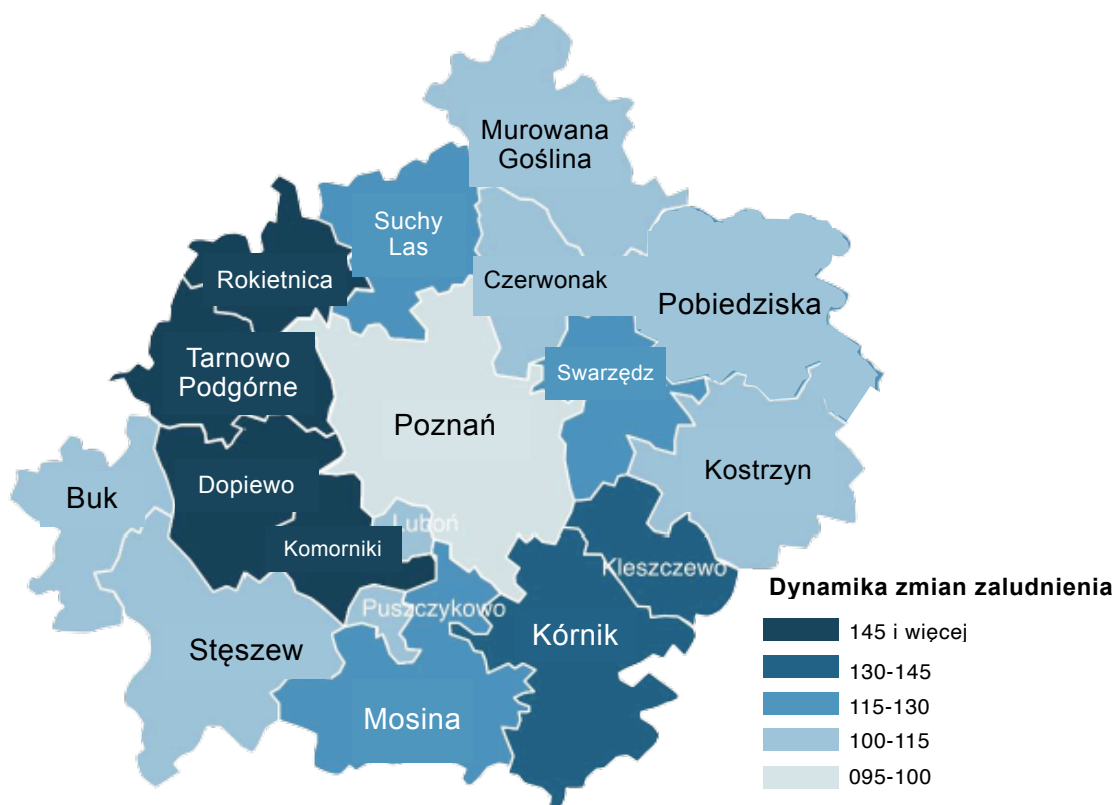 Murowana
Goślina
Suchy
Las
Rokietnica
Czerwonak
Pobiedziska
Tarnowo
Podgórne
Swarzędz
Poznań
Kostrzyn
Buk
Dopiewo
Luboń
Komorniki
Kleszczewo
Puszczykowo
Kórnik
Stęszew
Mosina
Dynamika zmian zaludnienia
145 i więcej
130-145
115-130
100-115
095-100